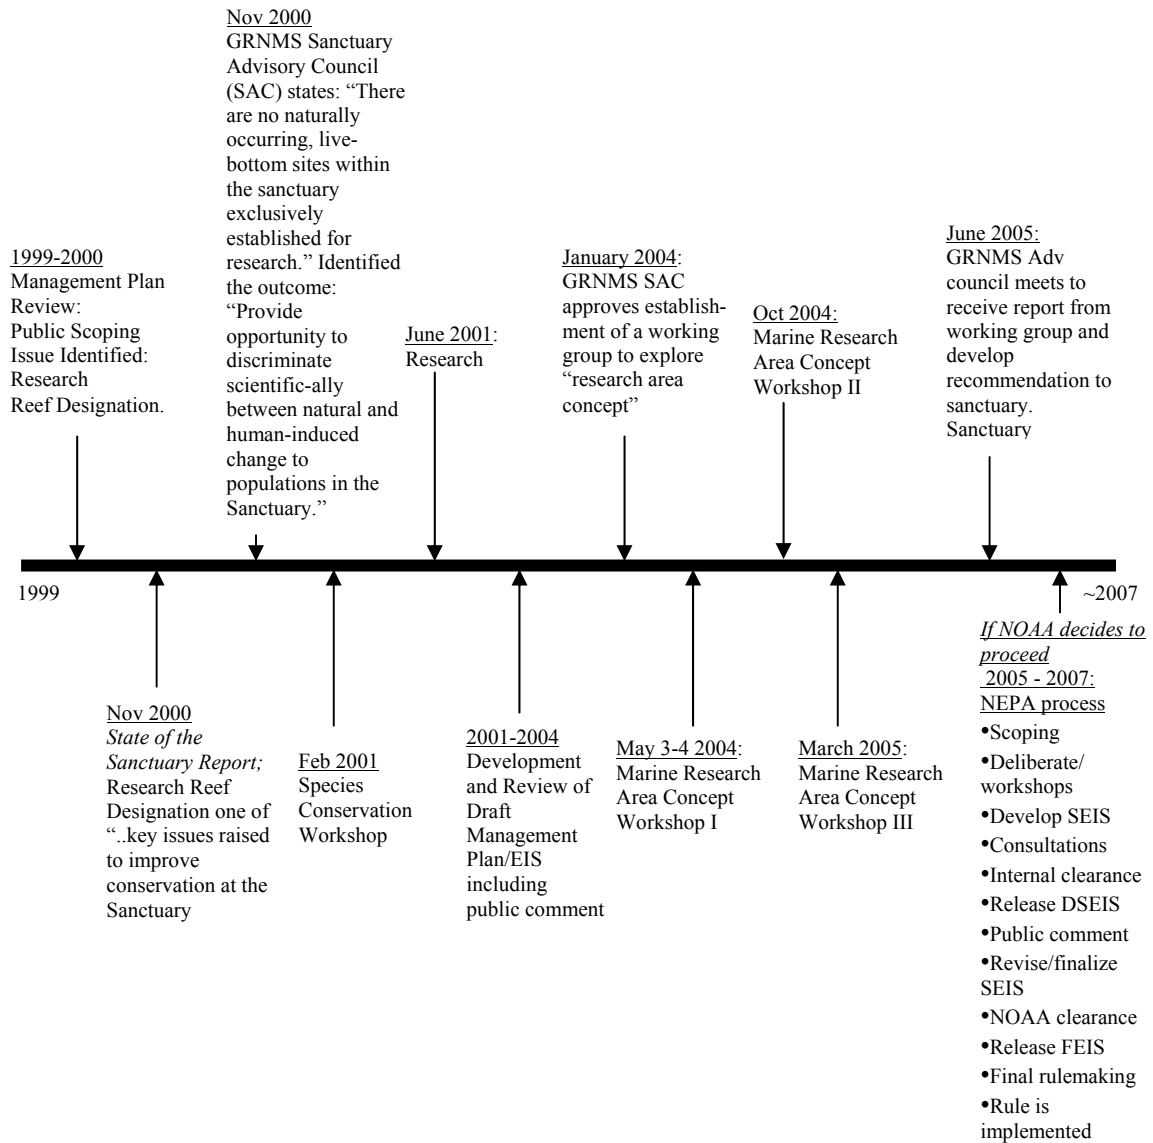 Nov 2000
GRNMS Sanctuary
Advisory Council
(SAC) states: “There
are no naturally
occurring, live-
bottom sites within
the sanctuary
exclusively
established for
research.” Identified
the outcome:
“Provide
opportunity to
discriminate
scientific-ally
between natural and
human-induced
change to
populations in the
Sanctuary.”
1999-2000
Management Plan
Review:
Public Scoping
Issue Identified:
Research
Reef Designation.
June 2001:
Research
January 2004:
GRNMS SAC
approves establish-
ment of a working
group to explore
“research area
concept”
Oct 2004:
Marine Research
Area Concept
Workshop II
June 2005:
GRNMS Adv
council meets to
receive report from
working group and
develop
recommendation to
sanctuary.
Sanctuary
1999
~2007
Nov 2000
State of the
Sanctuary Report;
Research Reef
Designation one of
“..key issues raised
to improve
conservation at the
Sanctuary
Feb 2001
Species
Conservation
Workshop
2001-2004
Development
and Review of
Draft
Management
Plan/EIS
including
public comment
May 3-4 2004:
Marine Research
Area Concept
Workshop I
March 2005:
Marine Research
Area Concept
Workshop III
If NOAA decides to
proceed
2005 - 2007:
NEPA process
•Scoping
•Deliberate/
workshops
•Develop SEIS
•Consultations
•Internal clearance
•Release DSEIS
•Public comment
•Revise/finalize
SEIS
•NOAA clearance
•Release FEIS
•Final rulemaking
•Rule is
implemented